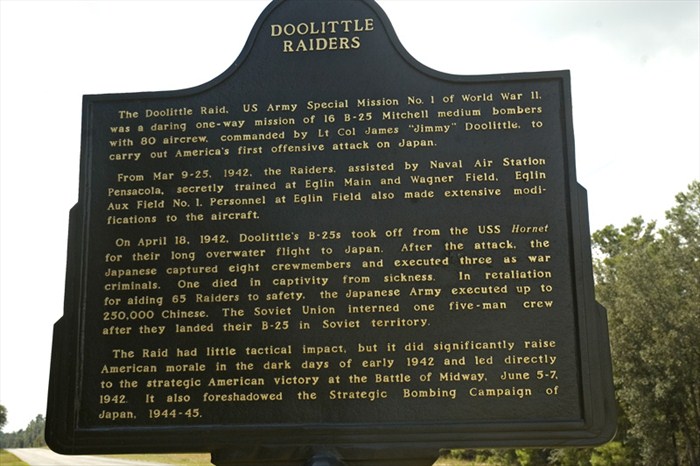 DOOLITTLE
RAIDERS
The Doolittle Raid, US Army Special Mission No. 1 of World War II,
was a daring one-way mission of 16 B-25 Mitchell medium bombers
with 80 aircrew, commanded by Lt Col James "Jimmy" Doolittle, to
carry out America's first offensive attack on Japan.
From Mar 9-25, 1942, the Raiders, assisted by Naval Air Station
Pensacola, secretly trained at Eglin Main and Wagner Field, Eglin
Aux Field No. 1. Personnel at Eglin Field also made extensive modi-
fications to the aircraft.
On April 18, 1942, Doolittle's B-25s took off from the USS Hornet
for their long overwater flight to Japan. After the attack, the
Japanese captured eight crewmembers and executed three as war
criminals. One died in captivity from sickness. In retaliation
for aiding 65 Raiders to safety, the Japanese Army executed up to
250,000 Chinese. The Soviet Union interned one five-man crew
after they landed their B-25 in Soviet territory.
The Raid had little tactical impact, but it did significantly raise
American morale in the dark days of early 1942 and led directly
to the strategic American victory at the Battle of Midway, June 5-7,
1942. It also foreshadowed the Strategic Bombing Campaign of
Japan, 1944-45.